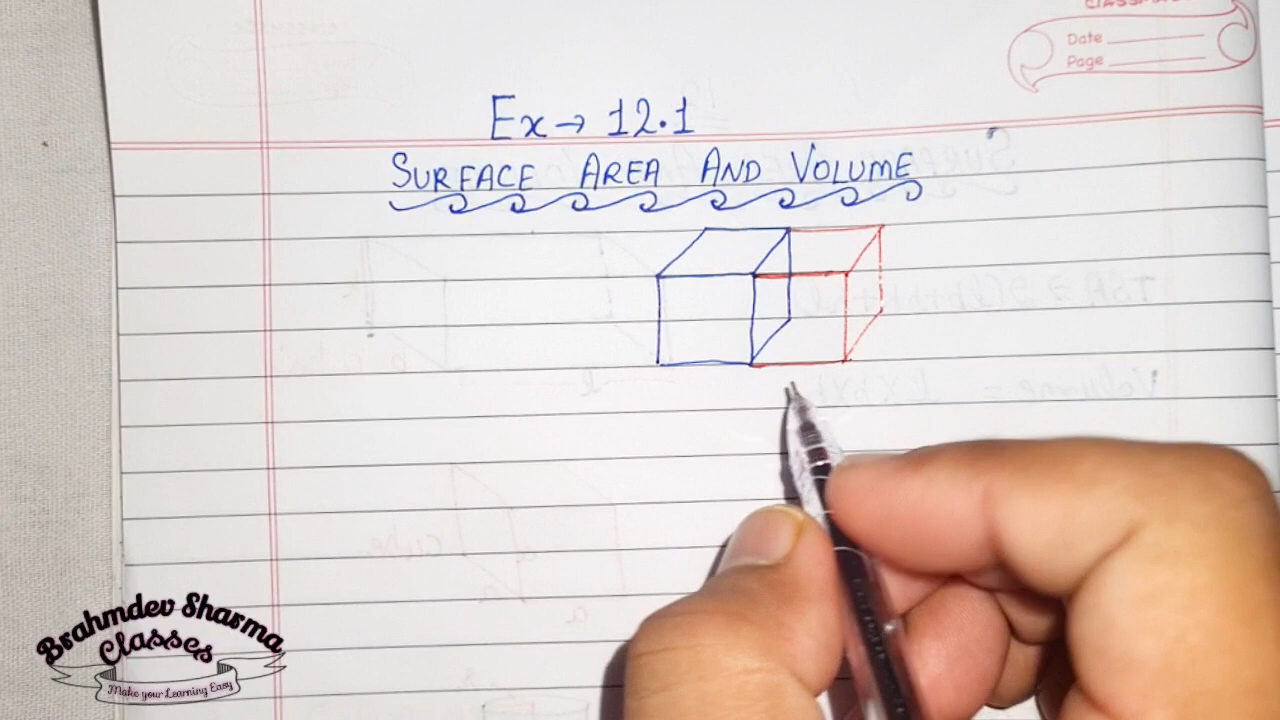 Date
Page
Ex → 12.1
SURFACE AREA AND VOLUME
Brahmdev Sharma
Classes
Make your Learning Easy